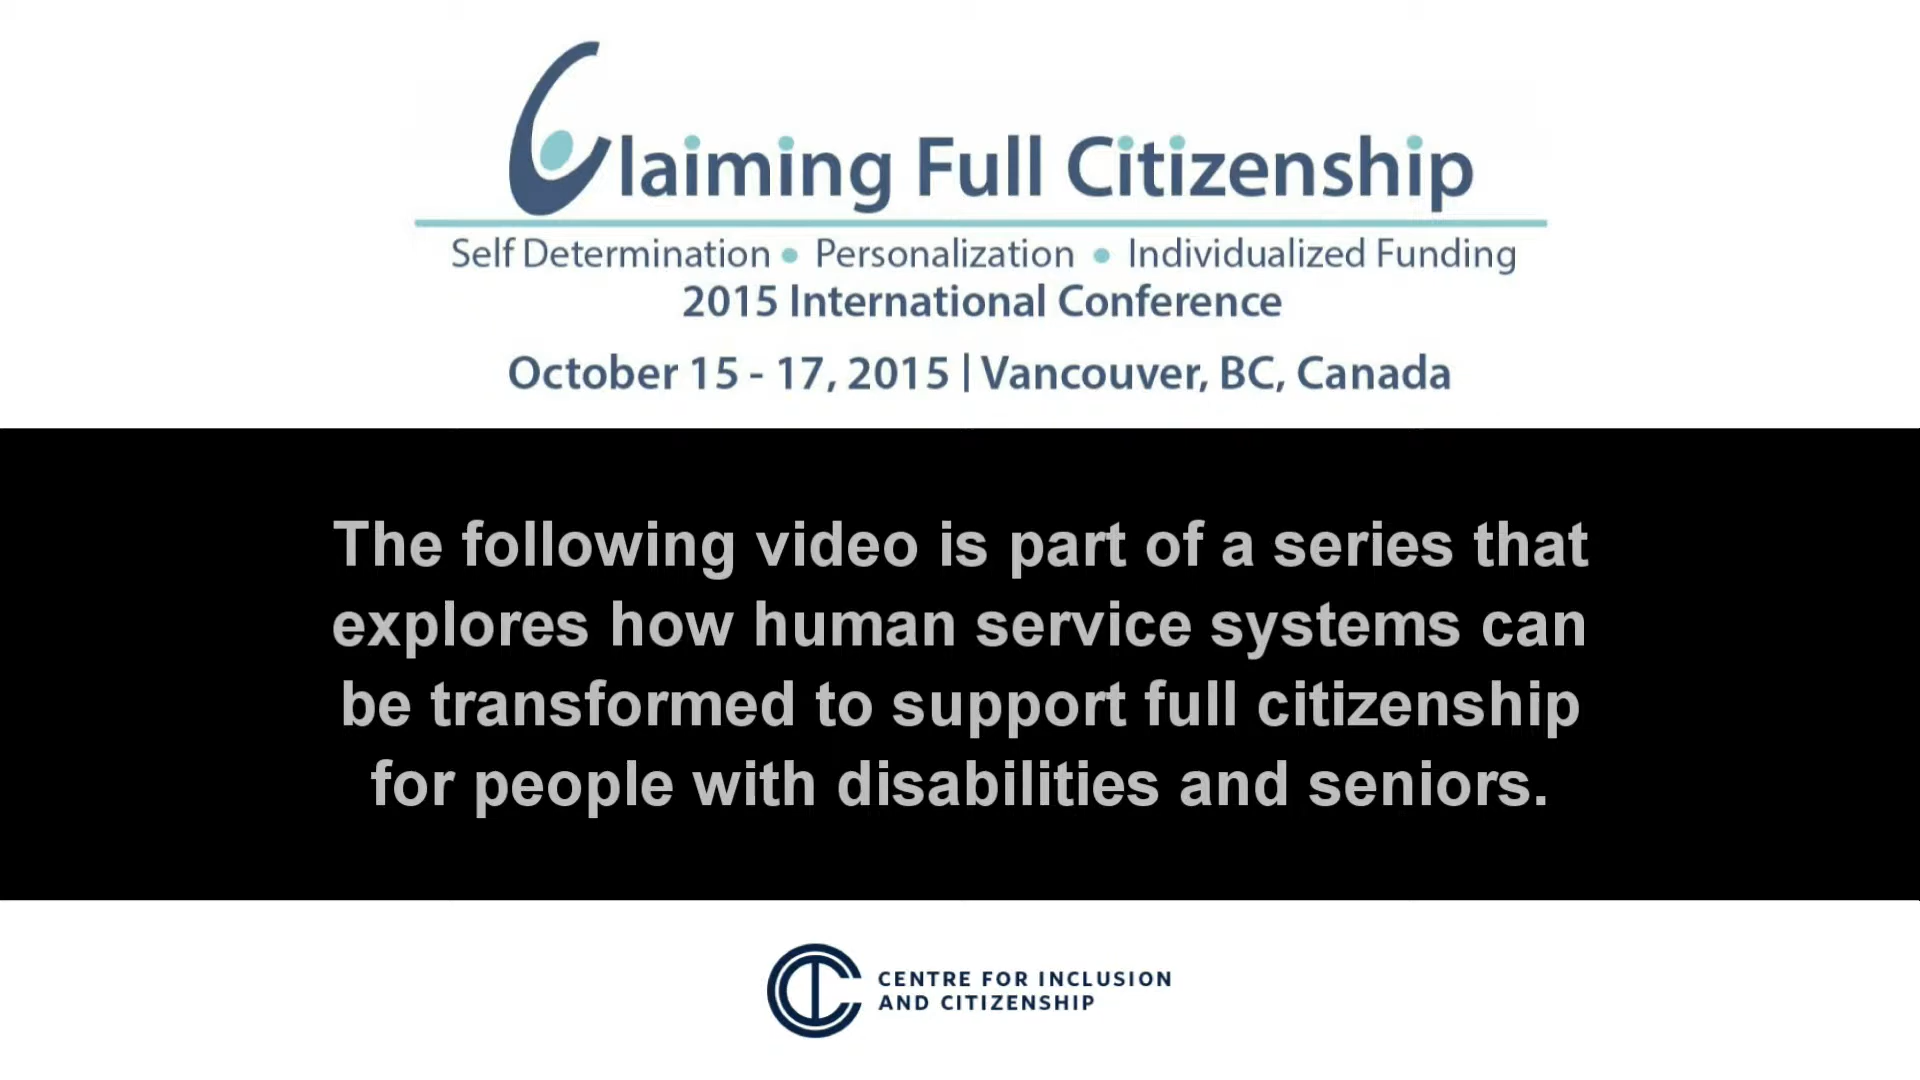 Claiming Full Citizenship
Self Determination • Personalization • Individualized Funding
2015 International Conference
October 15 - 17, 2015 | Vancouver, BC, Canada
The following video is part of a series that
explores how human service systems can
be transformed to support full citizenship
for people with disabilities and seniors.
CENTRE FOR INCLUSION
AND CITIZENSHIP